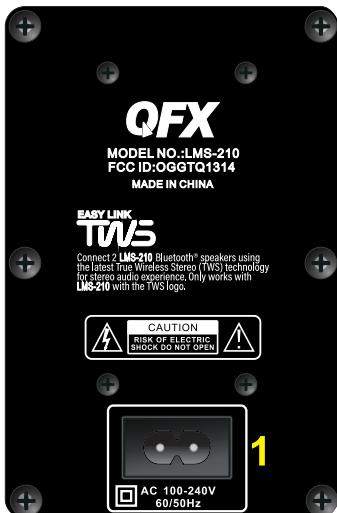 QFX
MODEL NO.:LMS-210
FCC ID:OGGTQ1314
MADE IN CHINA
EASY LINK
TWS
Connect 2 LMS-210 Bluetooth® speakers using
the latest True Wireless Stereo (TWS) technology
for stereo audio experience. Only works with
LMS-210 with the TWS logo.
CAUTION
RISK OF ELECTRIC
SHOCK DO NOT OPEN
1
AC 100-240V
60/50Hz